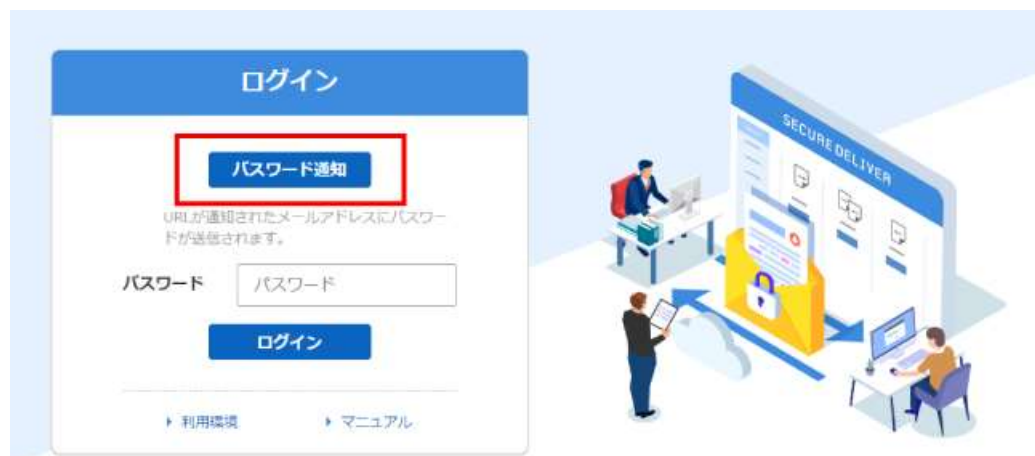 ログイン
パスワード通知
URLが通知されたメールアドレスにパスワー
ドが送信されます。
パスワード
パスワード
ログイン
利用環境
マニュアル
SECURE DELIVER